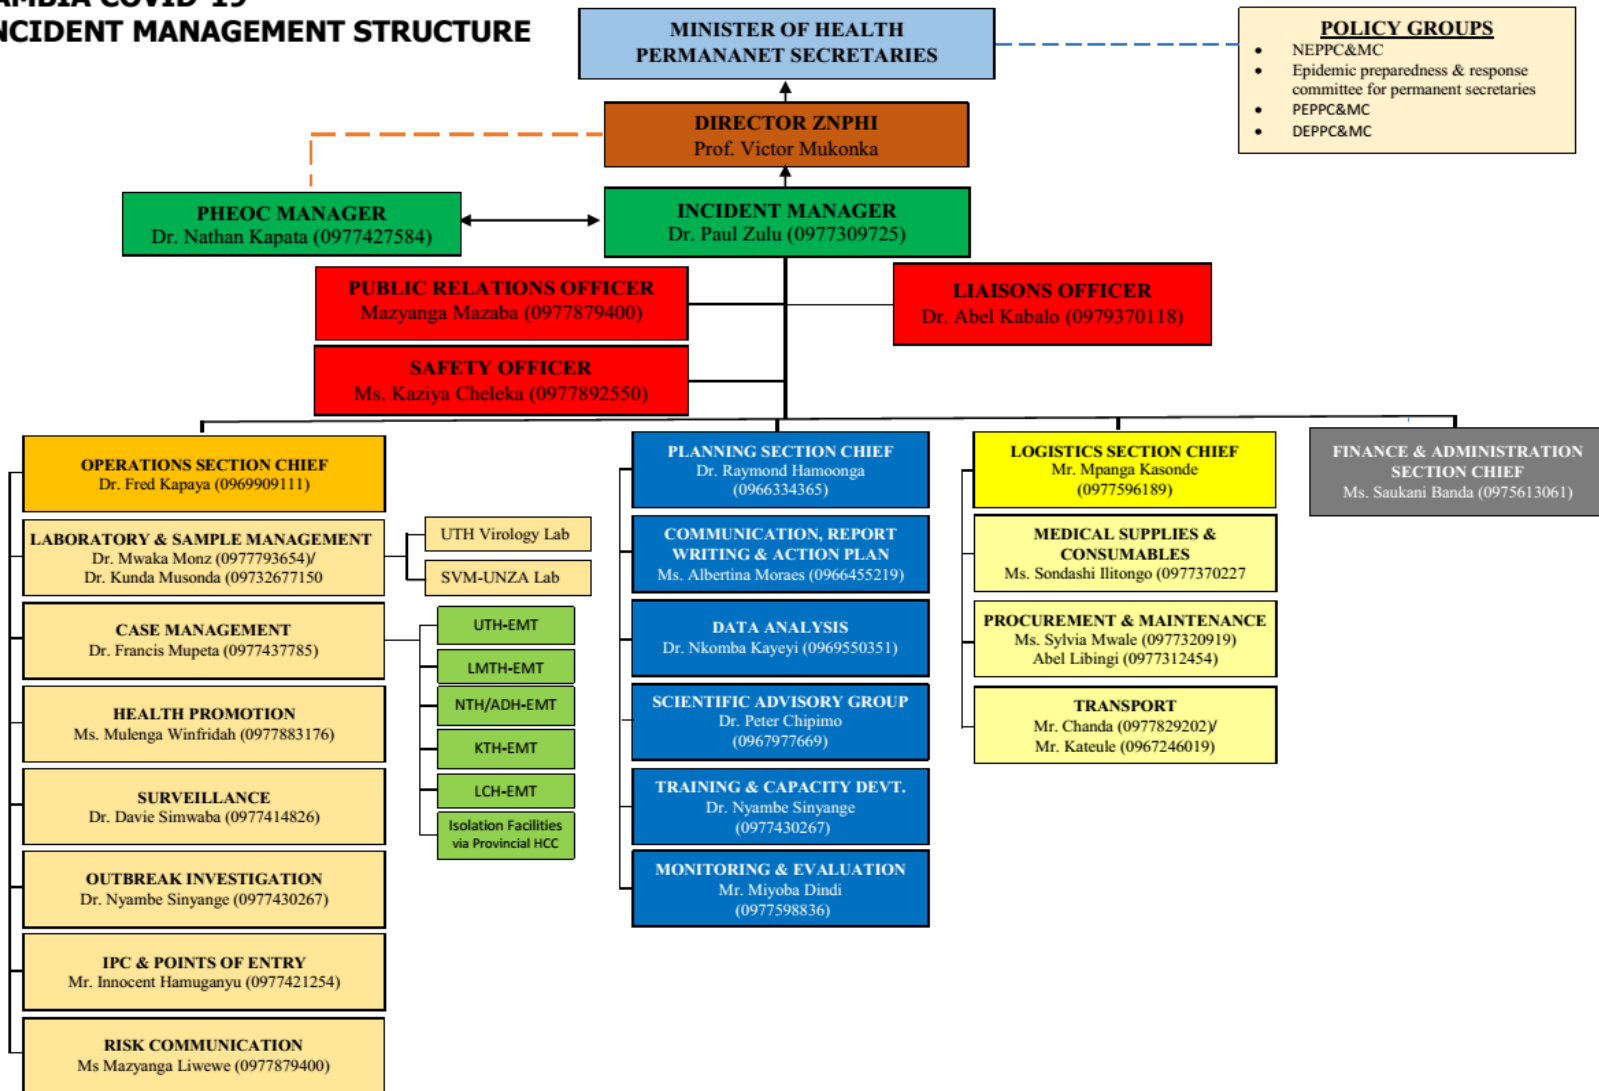 AMBIA COVID-19
NCIDENT MANAGEMENT STRUCTURE
MINISTER OF HEALTH
PERMANANET SECRETARIES
POLICY GROUPS
• NEPPC&MC
• Epidemic preparedness & response
committee for permanent secretaries
• PEPPC&MC
• DEPPC&MC
DIRECTOR ZNPHI
Prof. Victor Mukonka
PHEOC MANAGER
Dr. Nathan Kapata (0977427584)
INCIDENT MANAGER
Dr. Paul Zulu (0977309725)
PUBLIC RELATIONS OFFICER
Mazyanga Mazaba (0977879400)
LIAISONS OFFICER
Dr. Abel Kabalo (0979370118)
SAFETY OFFICER
Ms. Kaziya Cheleka (0977892550)
OPERATIONS SECTION CHIEF
Dr. Fred Kapaya (0969909111)
LABORATORY & SAMPLE MANAGEMENT
Dr. Mwaka Monz (0977793654)/
Dr. Kunda Musonda (09732677150
UTH Virology Lab
SVM-UNZA Lab
CASE MANAGEMENT
Dr. Francis Mupeta (0977437785)
UTH-EMT
LMTH-EMT
NTH/ADH-EMT
KTH-EMT
LCH-EMT
Isolation Facilities
via Provincial HCC
HEALTH PROMOTION
Ms. Mulenga Winfridah (0977883176)
SURVEILLANCE
Dr. Davie Simwaba (0977414826)
OUTBREAK INVESTIGATION
Dr. Nyambe Sinyange (0977430267)
IPC & POINTS OF ENTRY
Mr. Innocent Hamuganyu (0977421254)
RISK COMMUNICATION
Ms Mazyanga Liwewe (0977879400)
PLANNING SECTION CHIEF
Dr. Raymond Hamoonga
(0966334365)
COMMUNICATION, REPORT
WRITING & ACTION PLAN
Ms. Albertina Moraes (0966455219)
DATA ANALYSIS
Dr. Nkomba Kayeyi (0969550351)
SCIENTIFIC ADVISORY GROUP
Dr. Peter Chipimo
(0967977669)
TRAINING & CAPACITY DEVT.
Dr. Nyambe Sinyange
(0977430267)
MONITORING & EVALUATION
Mr. Miyoba Dindi
(0977598836)
LOGISTICS SECTION CHIEF
Mr. Mpanga Kasonde
(0977596189)
MEDICAL SUPPLIES &
CONSUMABLES
Ms. Sondashi Ilitongo (0977370227
PROCUREMENT & MAINTENANCE
Ms. Sylvia Mwale (0977320919)
Abel Libingi (0977312454)
TRANSPORT
Mr. Chanda (0977829202)/
Mr. Kateule (0967246019)
FINANCE & ADMINISTRATION
SECTION CHIEF
Ms. Saukani Banda (0975613061)